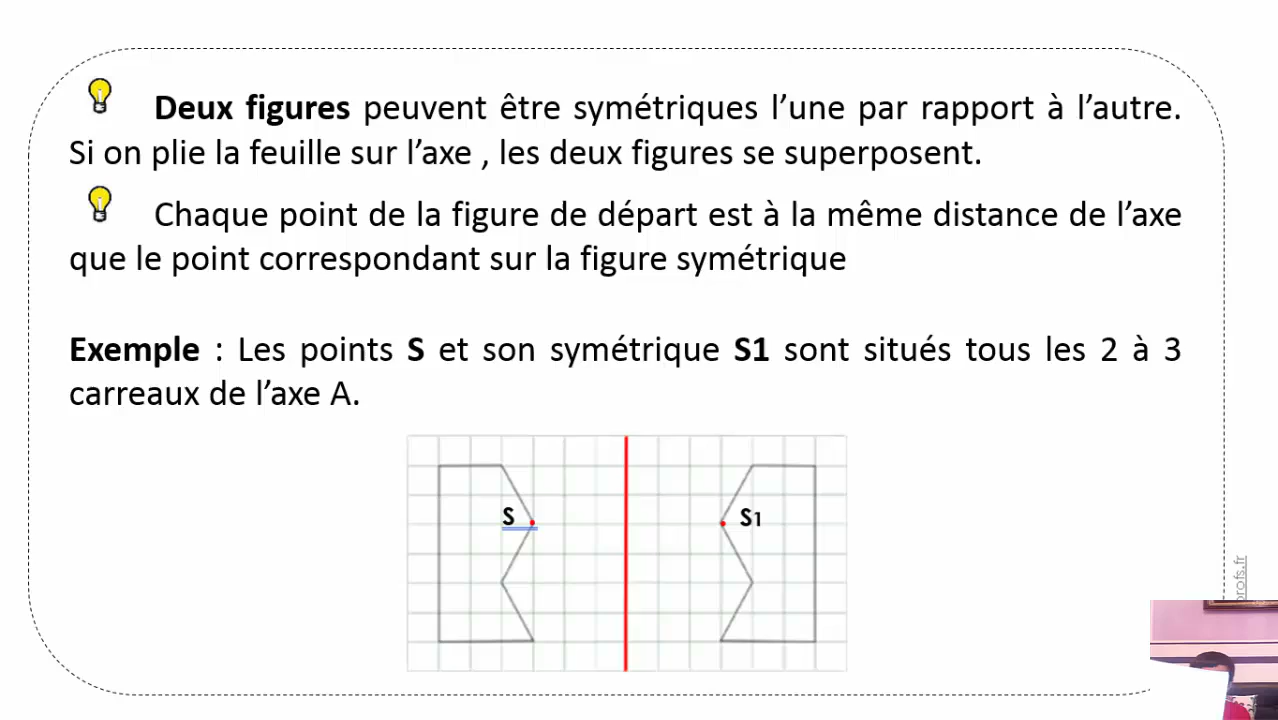 Deux figures peuvent être symétriques l’une par rapport à l’autre.
Si on plie la feuille sur l’axe , les deux figures se superposent.
Chaque point de la figure de départ est à la même distance de l’axe
que le point correspondant sur la figure symétrique
Exemple : Les points S et son symétrique S1 sont situés tous les 2 à 3
carreaux de l’axe A.
S
S1